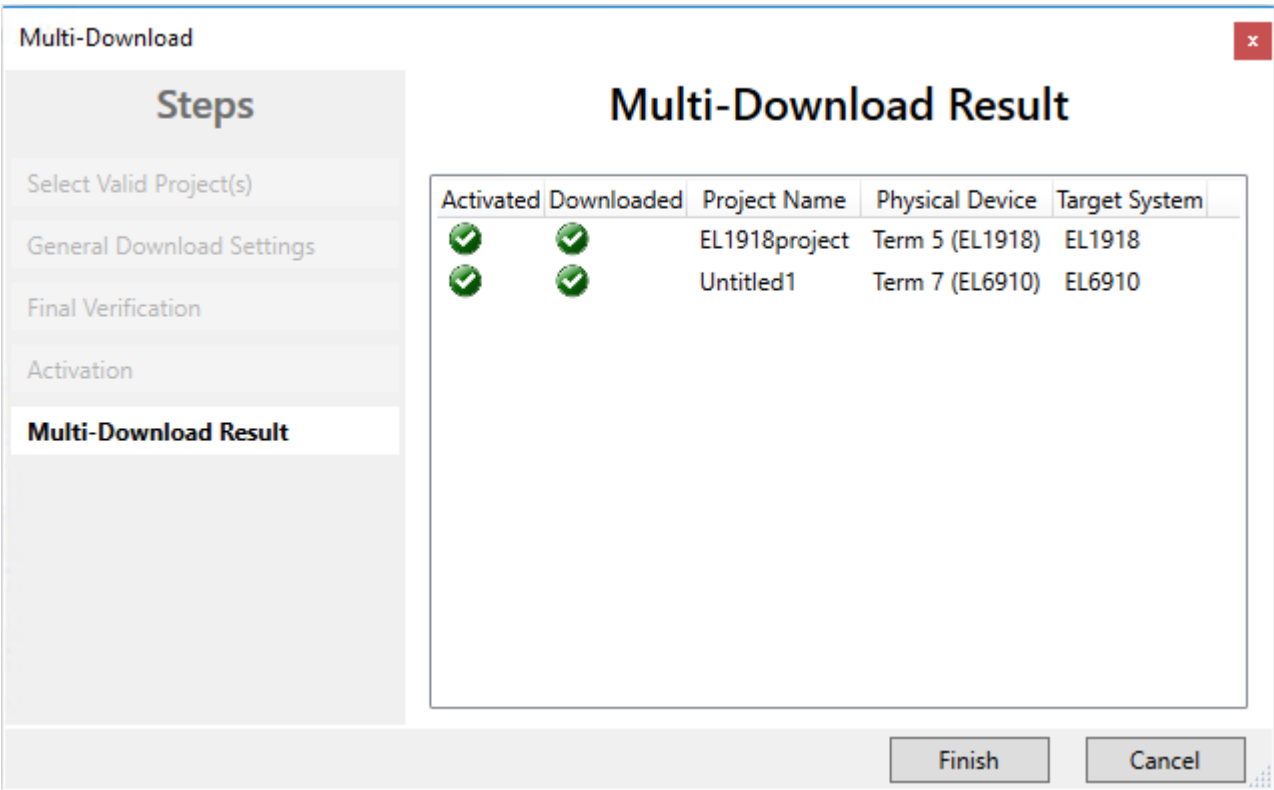 Multi-Download
x
Steps
Select Valid Project(s)
General Download Settings
Final Verification
Activation
Multi-Download Result
Multi-Download Result
Activated Downloaded Project Name Physical Device Target System
EL1918project Term 5 (EL1918) EL1918
Untitled1 Term 7 (EL6910) EL6910
Finish Cancel